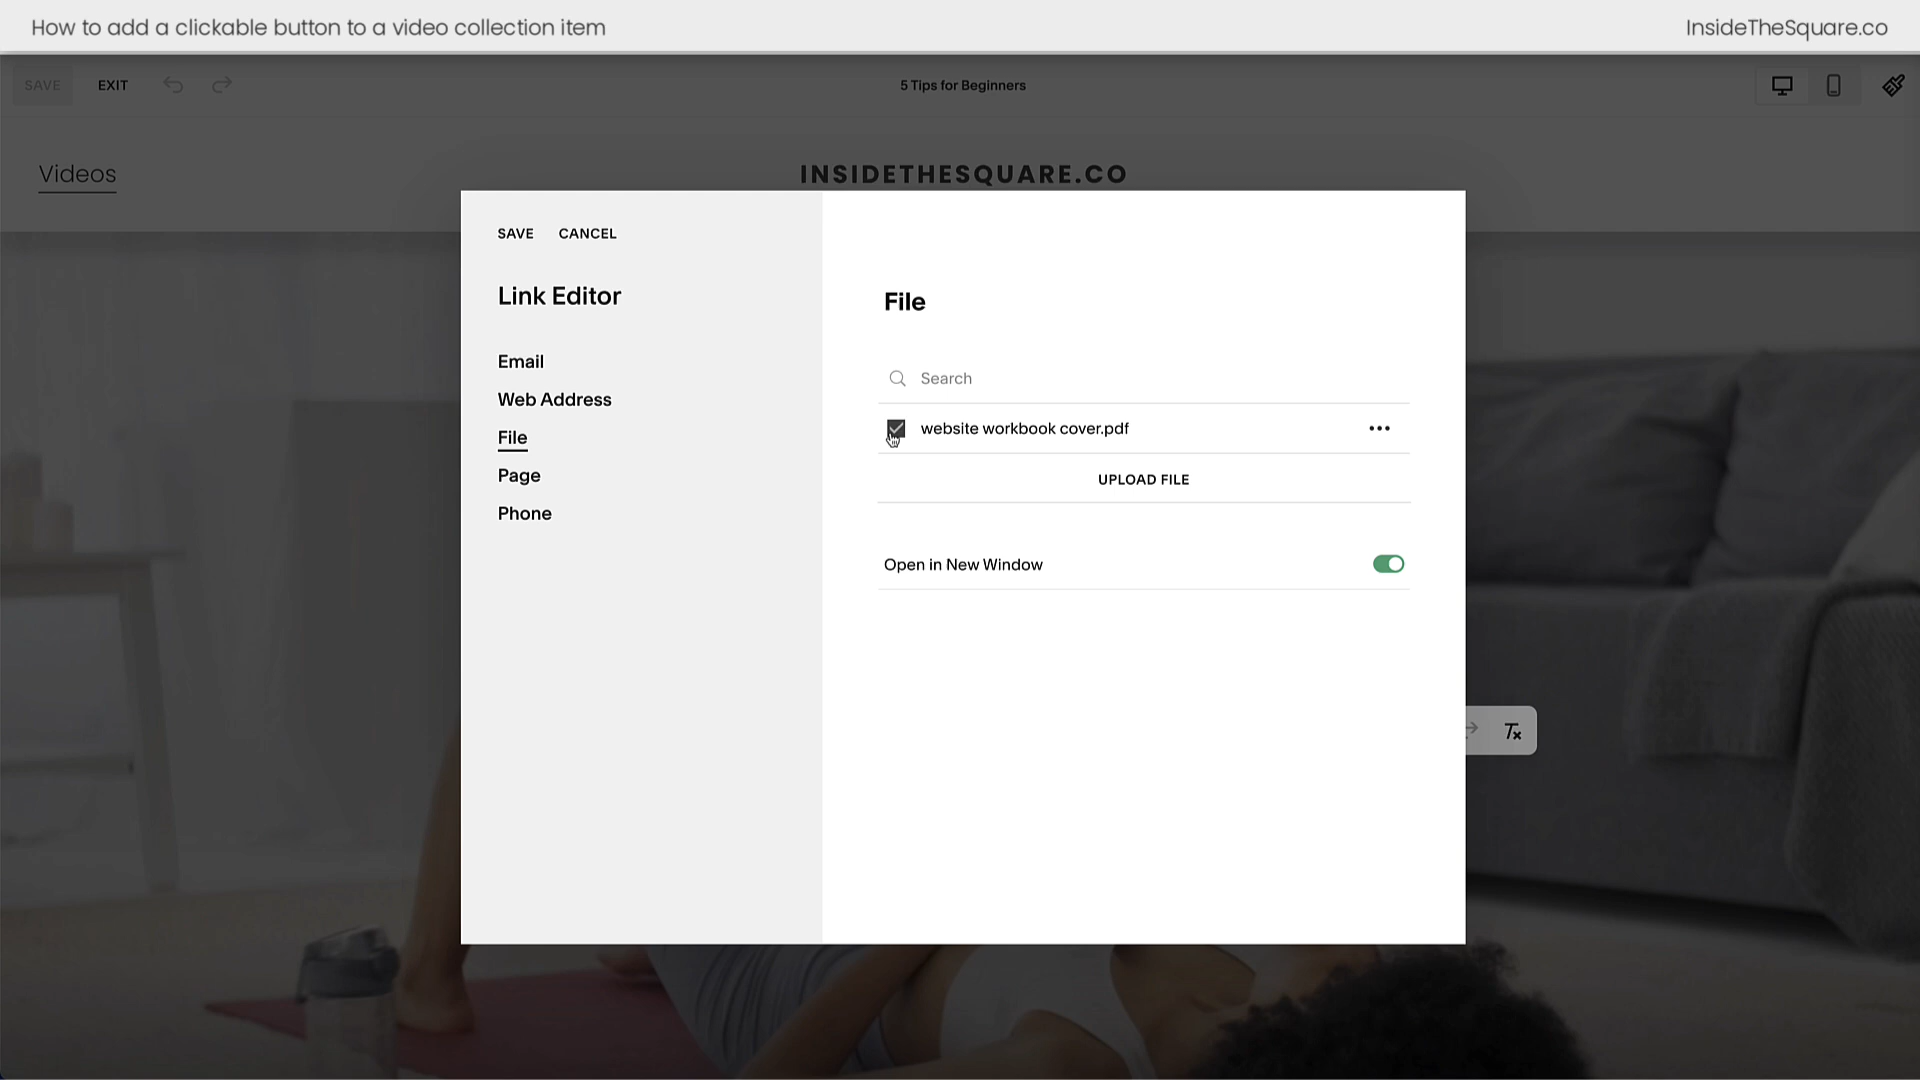 How to add a clickable button to a video collection item
InsideTheSquare.co
SAVE
EXIT
5 Tips for Beginners
Videos
INSIDETHESQUARE.CO
SAVE
CANCEL
Link Editor
Email
Web Address
File
Page
Phone
File
Search
website workbook cover.pdf
UPLOAD FILE
Open in New Window